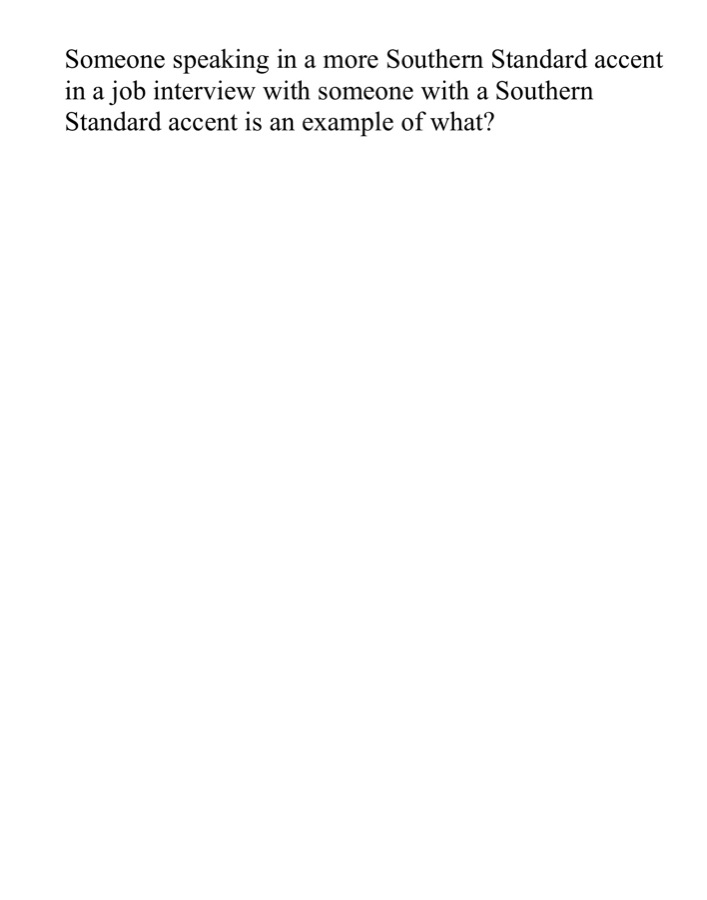 Someone speaking in a more Southern Standard accent
in a job interview with someone with a Southern
Standard accent is an example of what?